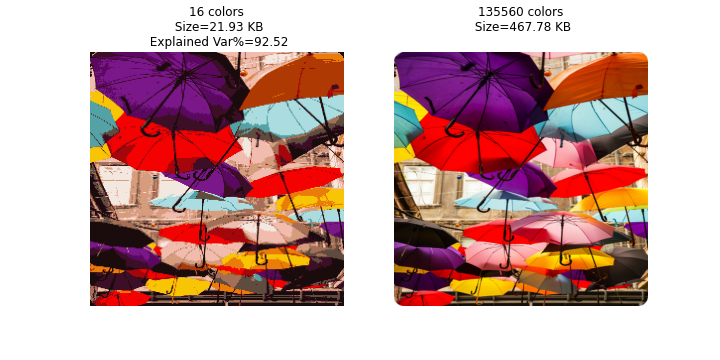 16 colors
Size=21.93 KB
Explained Var%=92.52
135560 colors
Size=467.78 KB